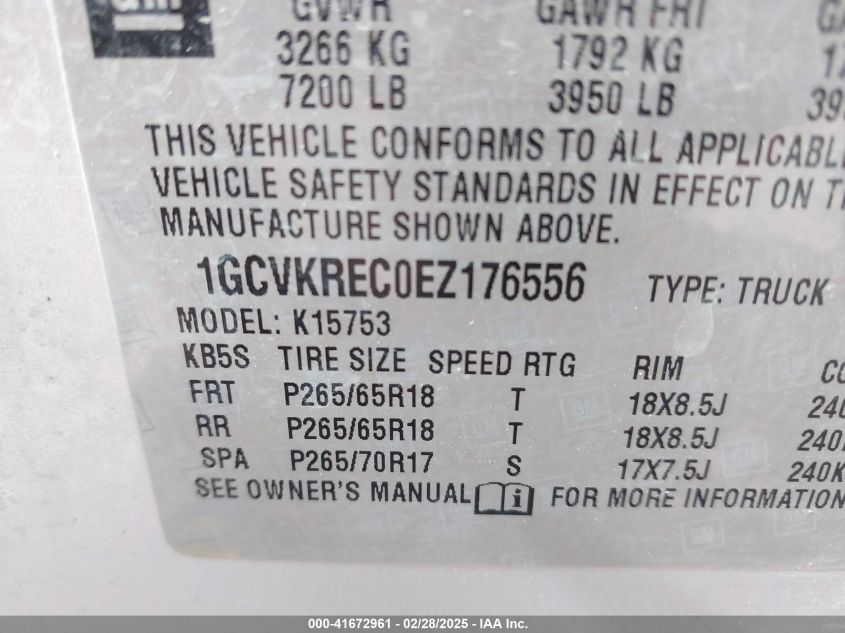 GM
GVWR GAWR FRT
3266 KG 1792 KG
7200 LB 3950 LB
THIS VEHICLE CONFORMS TO ALL
VEHICLE SAFETY STANDARDS IN EFFECT ON
MANUFACTURE SHOWN ABOVE.
1GCVKREC0EZ176556 TYPE: TRUCK
MODEL: K15753
KB5S TIRE SIZE SPEED RTG RIM
FRT P265/65R18 T 18X8.5J
RR P265/65R18 T 18X8.5J
SPA P265/70R17 S 17X7.5J 240K
SEE OWNER'S MANUAL i FOR MORE INFORMATION
000-41672961 | 02/28/2025 - IAA Inc.